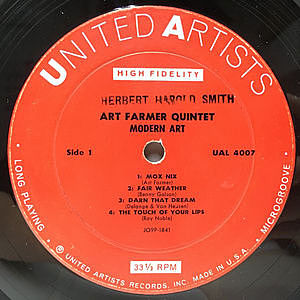 UNITED ARTISTS
HIGH FIDELITY
HERBERT HAROLD SMITH
ART FARMER QUINTET
MODERN ART
Side 1
UAL 4007
1: MOX NIX
(Art Farmer)
2: FAIR WEATHER
(Benny Golson)
3: DARN THAT DREAM
(Delange & Van Heusen)
4: THE TOUCH OF YOUR LIPS
(Ray Noble)
JO9P-1841
33⅓ RPM
• LONG PLAYING • © UNITED ARTISTS RECORDS, INC. MADE IN U.S.A. • MICROGROOVE •